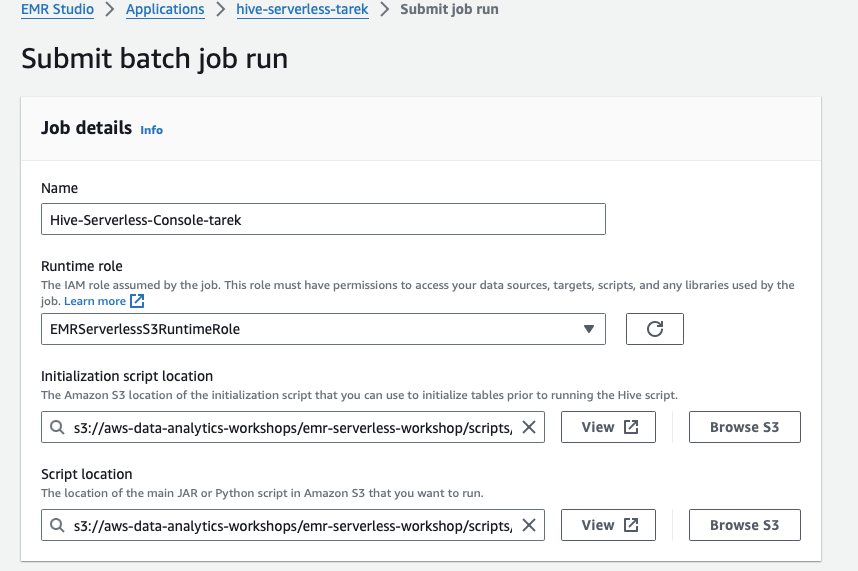 EMR Studio > Applications > hive-serverless-tarek > Submit job run
Submit batch job run
Job details Info
Name
Hive-Serverless-Console-tarek
Runtime role
The IAM role assumed by the job. This role must have permissions to access your data sources, targets, scripts, and any libraries used by the
job. Learn more
EMRServerlessS3RuntimeRole
Initialization script location
The Amazon S3 location of the initialization script that you can use to initialize tables prior to running the Hive script.
s3://aws-data-analytics-workshops/emr-serverless-workshop/scripts, View Browse S3
Script location
The location of the main JAR or Python script in Amazon S3 that you want to run.
s3://aws-data-analytics-workshops/emr-serverless-workshop/scripts, View Browse S3